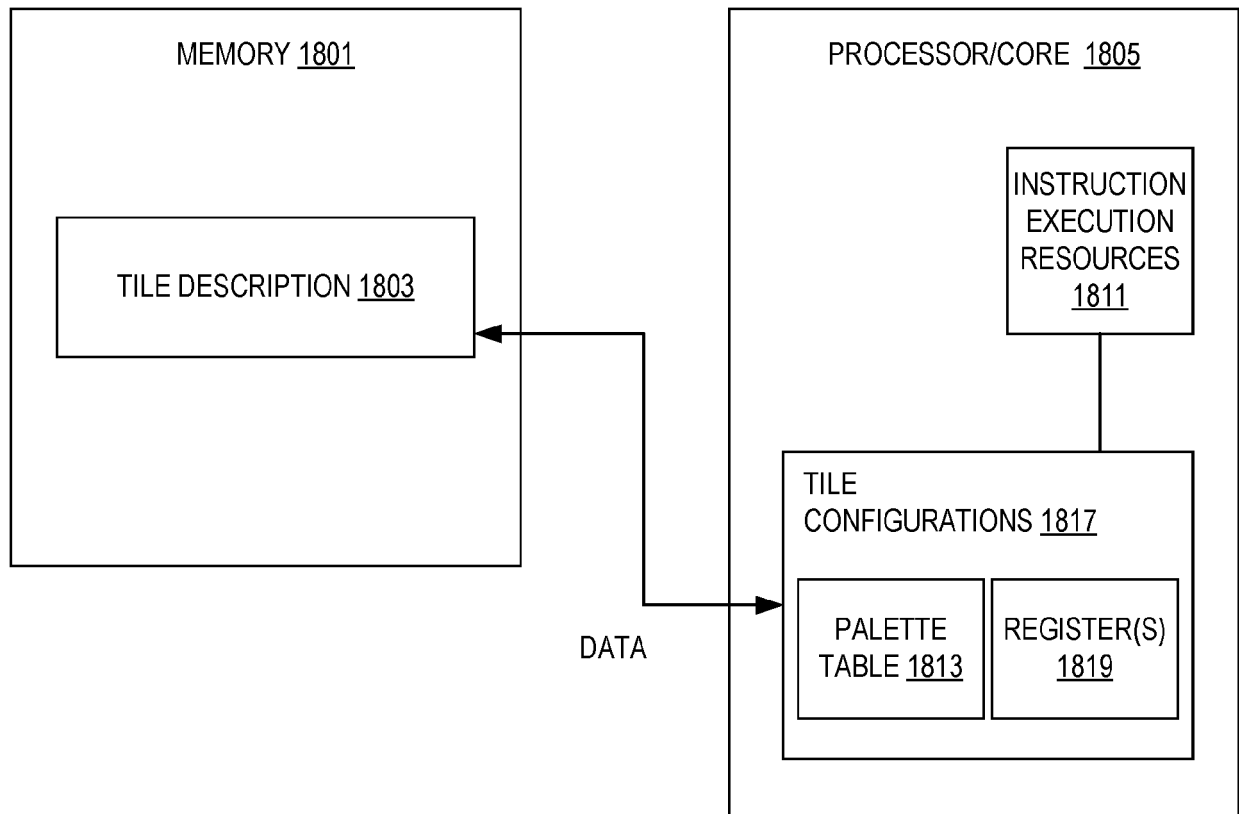 MEMORY 1801
TILE DESCRIPTION 1803
DATA
PROCESSOR/CORE 1805
INSTRUCTION
EXECUTION
RESOURCES
1811
TILE
CONFIGURATIONS 1817
PALETTE
TABLE 1813
REGISTER(S)
1819